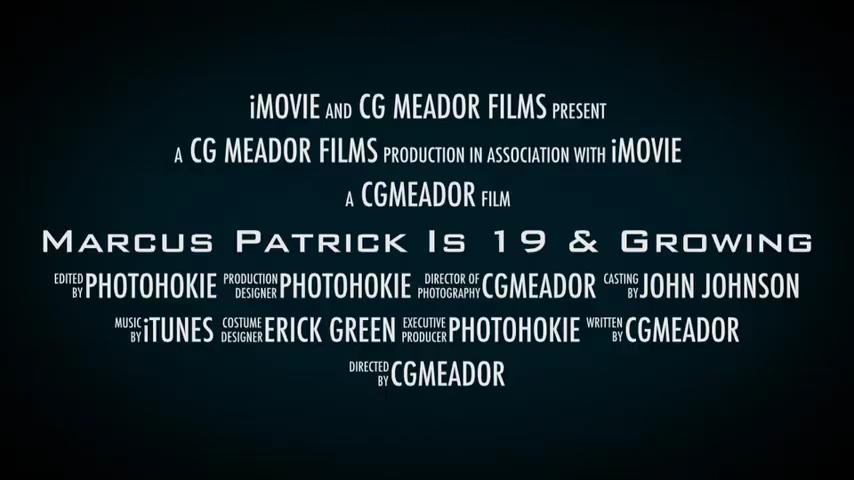 iMOVIE AND CG MEADOR FILMS PRESENT
A CG MEADOR FILMS PRODUCTION IN ASSOCIATION WITH iMOVIE
A CGMEADOR FILM
MARCUS PATRICK IS 19 & GROWING
EDITED BY PHOTOHOKIE PRODUCTION DESIGNER PHOTOHOKIE DIRECTOR OF PHOTOGRAPHY CGMEADOR CASTING BY JOHN JOHNSON
MUSIC BY iTUNES COSTUME DESIGNER ERICK GREEN EXECUTIVE PRODUCER PHOTOHOKIE WRITTEN BY CGMEADOR
DIRECTED BY CGMEADOR